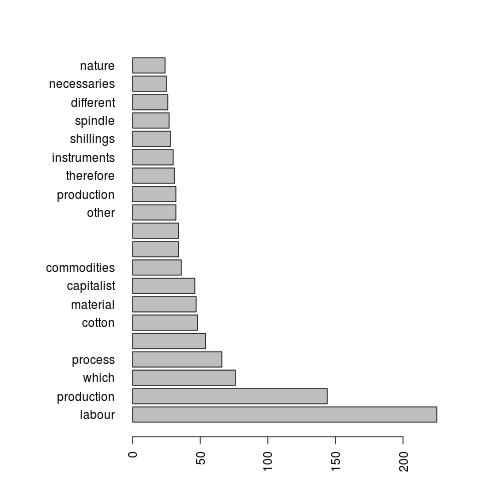 nature
necessaries
different
spindle
shillings
instruments
therefore
production
other
commodities
capitalist
material
cotton
process
which
production
labour
0 50 100 150 200